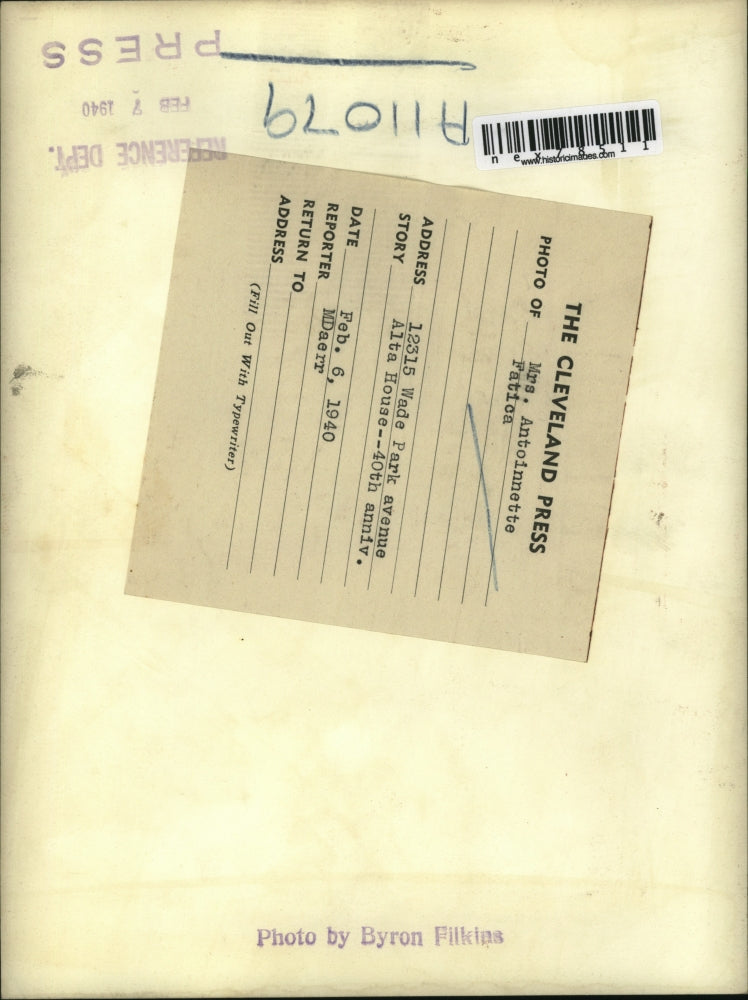 PRESS
FEB 7 1940
REFERENCE DEPT.
A11079
nex78511
www.historicimages.com
THE CLEVELAND PRESS
PHOTO OF Mrs. Antoinnette
Fatica
ADDRESS 12315 Wade Park avenue
STORY Alta House--40th anniv.
DATE Feb. 6, 1940
REPORTER MDaerr
RETURN TO
ADDRESS
(Fill Out With Typewriter)
Photo by Byron Filkins